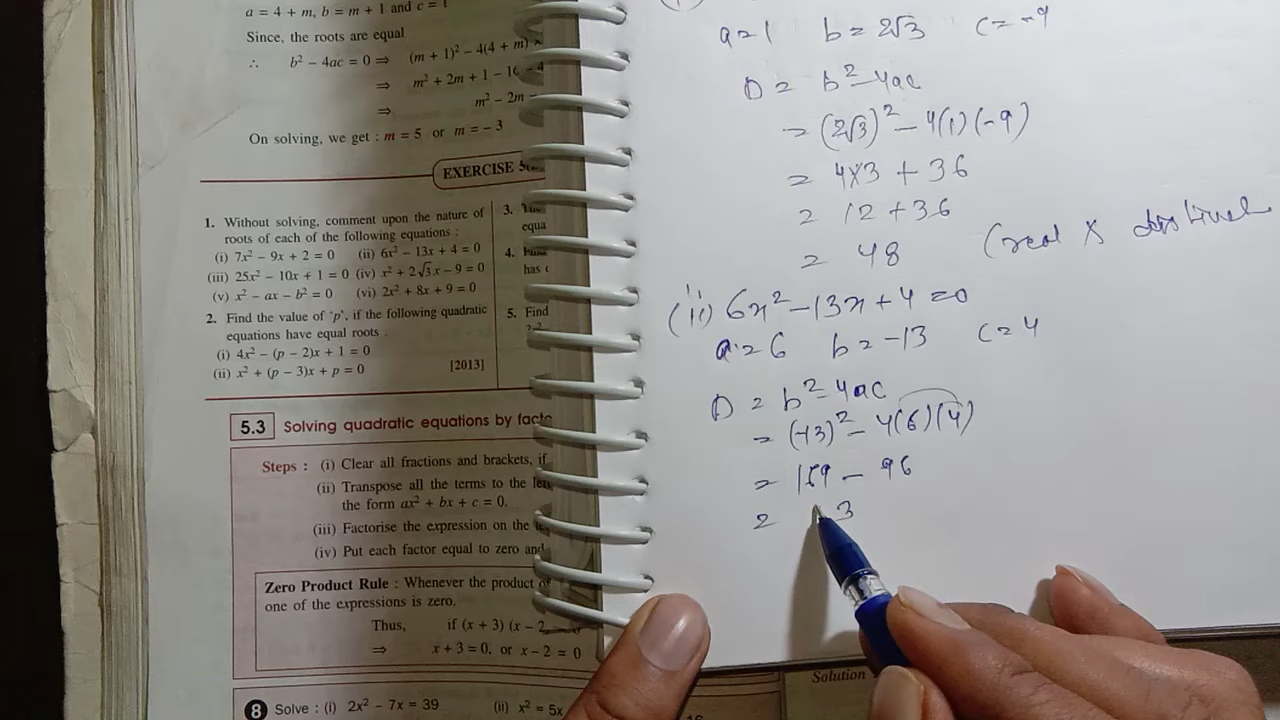 a = 4 + m, b = m + 1 and c = 1
Since, the roots are equal
∴ b² − 4ac = 0 ⇒ (m + 1)² − 4(4 + m)
⇒ m² + 2m + 1 − 16 − 4
⇒ m² − 2m −
On solving, we get : m = 5 or m = − 3
EXERCISE
1. Without solving, comment upon the nature of
roots of each of the following equations :
(i) 7x² − 9x + 2 = 0 (ii) 6x² − 13x + 4 = 0
(iii) 25x² − 10x + 1 = 0 (iv) x² + 2√3 x − 9 = 0
(v) x² − ax − b² = 0 (vi) 2x² + 8x + 9 = 0
2. Find the value of 'p', if the following quadratic
equations have equal roots :
(i) 4x² − (p − 2)x + 1 = 0
(ii) x² + (p − 3)x + p = 0 [2013]
3.
equa
4.
has
5. Find
5.3 Solving quadratic equations by facto
Steps : (i) Clear all fractions and brackets, if
(ii) Transpose all the terms to the
the form ax² + bx + c = 0.
(iii) Factorise the expression on the
(iv) Put each factor equal to zero and
Zero Product Rule : Whenever the product of
one of the expressions is zero.
Thus, if (x + 3) (x − 2
⇒ x + 3 = 0, or x − 2 = 0
8 Solve : (i) 2x² − 7x = 39 (ii) x² = 5x
Solution
a=1 b=2√3 c=-9
D = b²-4ac
= (2√3)² - 4(1)(-9)
= 4×3 + 36
= 12 + 36
= 48 (real &
(ii) 6x²-13x+4=0
a=6 b=-13 c=4
D = b²-4ac
= (-13)² - 4(6)(4)
= 169 - 96
= 3